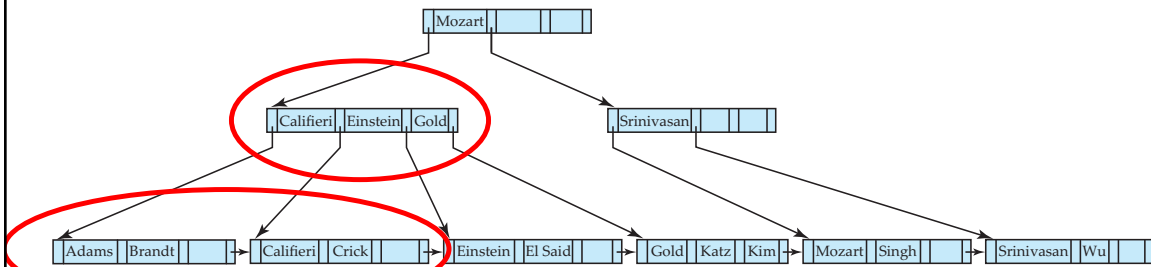 Mozart
Califieri Einstein Gold Srinivasan
Adams Brandt Califieri Crick Einstein El Said Gold Katz Kim Mozart Singh Srinivasan Wu